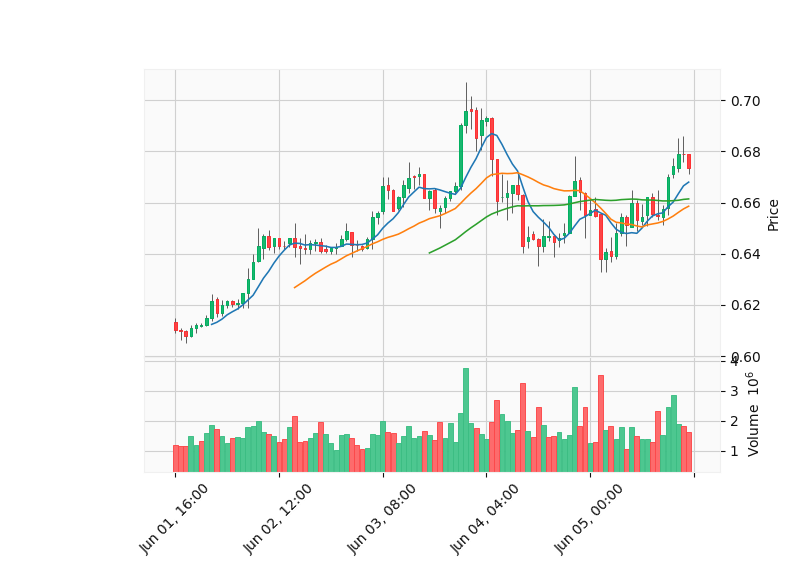 0.70
0.68
0.66
0.64
0.62
0.60
Price
4
3
2
1
Volume 10^6
Jun 01, 16:00
Jun 02, 12:00
Jun 03, 08:00
Jun 04, 04:00
Jun 05, 00:00